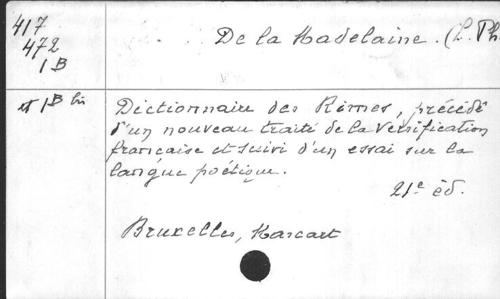 417
472
1 B
De la Madelaine. (L. Ph
et 1 B bis
Dictionnaire des Rimes, précédé
d'un nouveau traité de la versification
française et suivi d'un essai sur la
langue poétique.
21e éd.
Bruxelles,